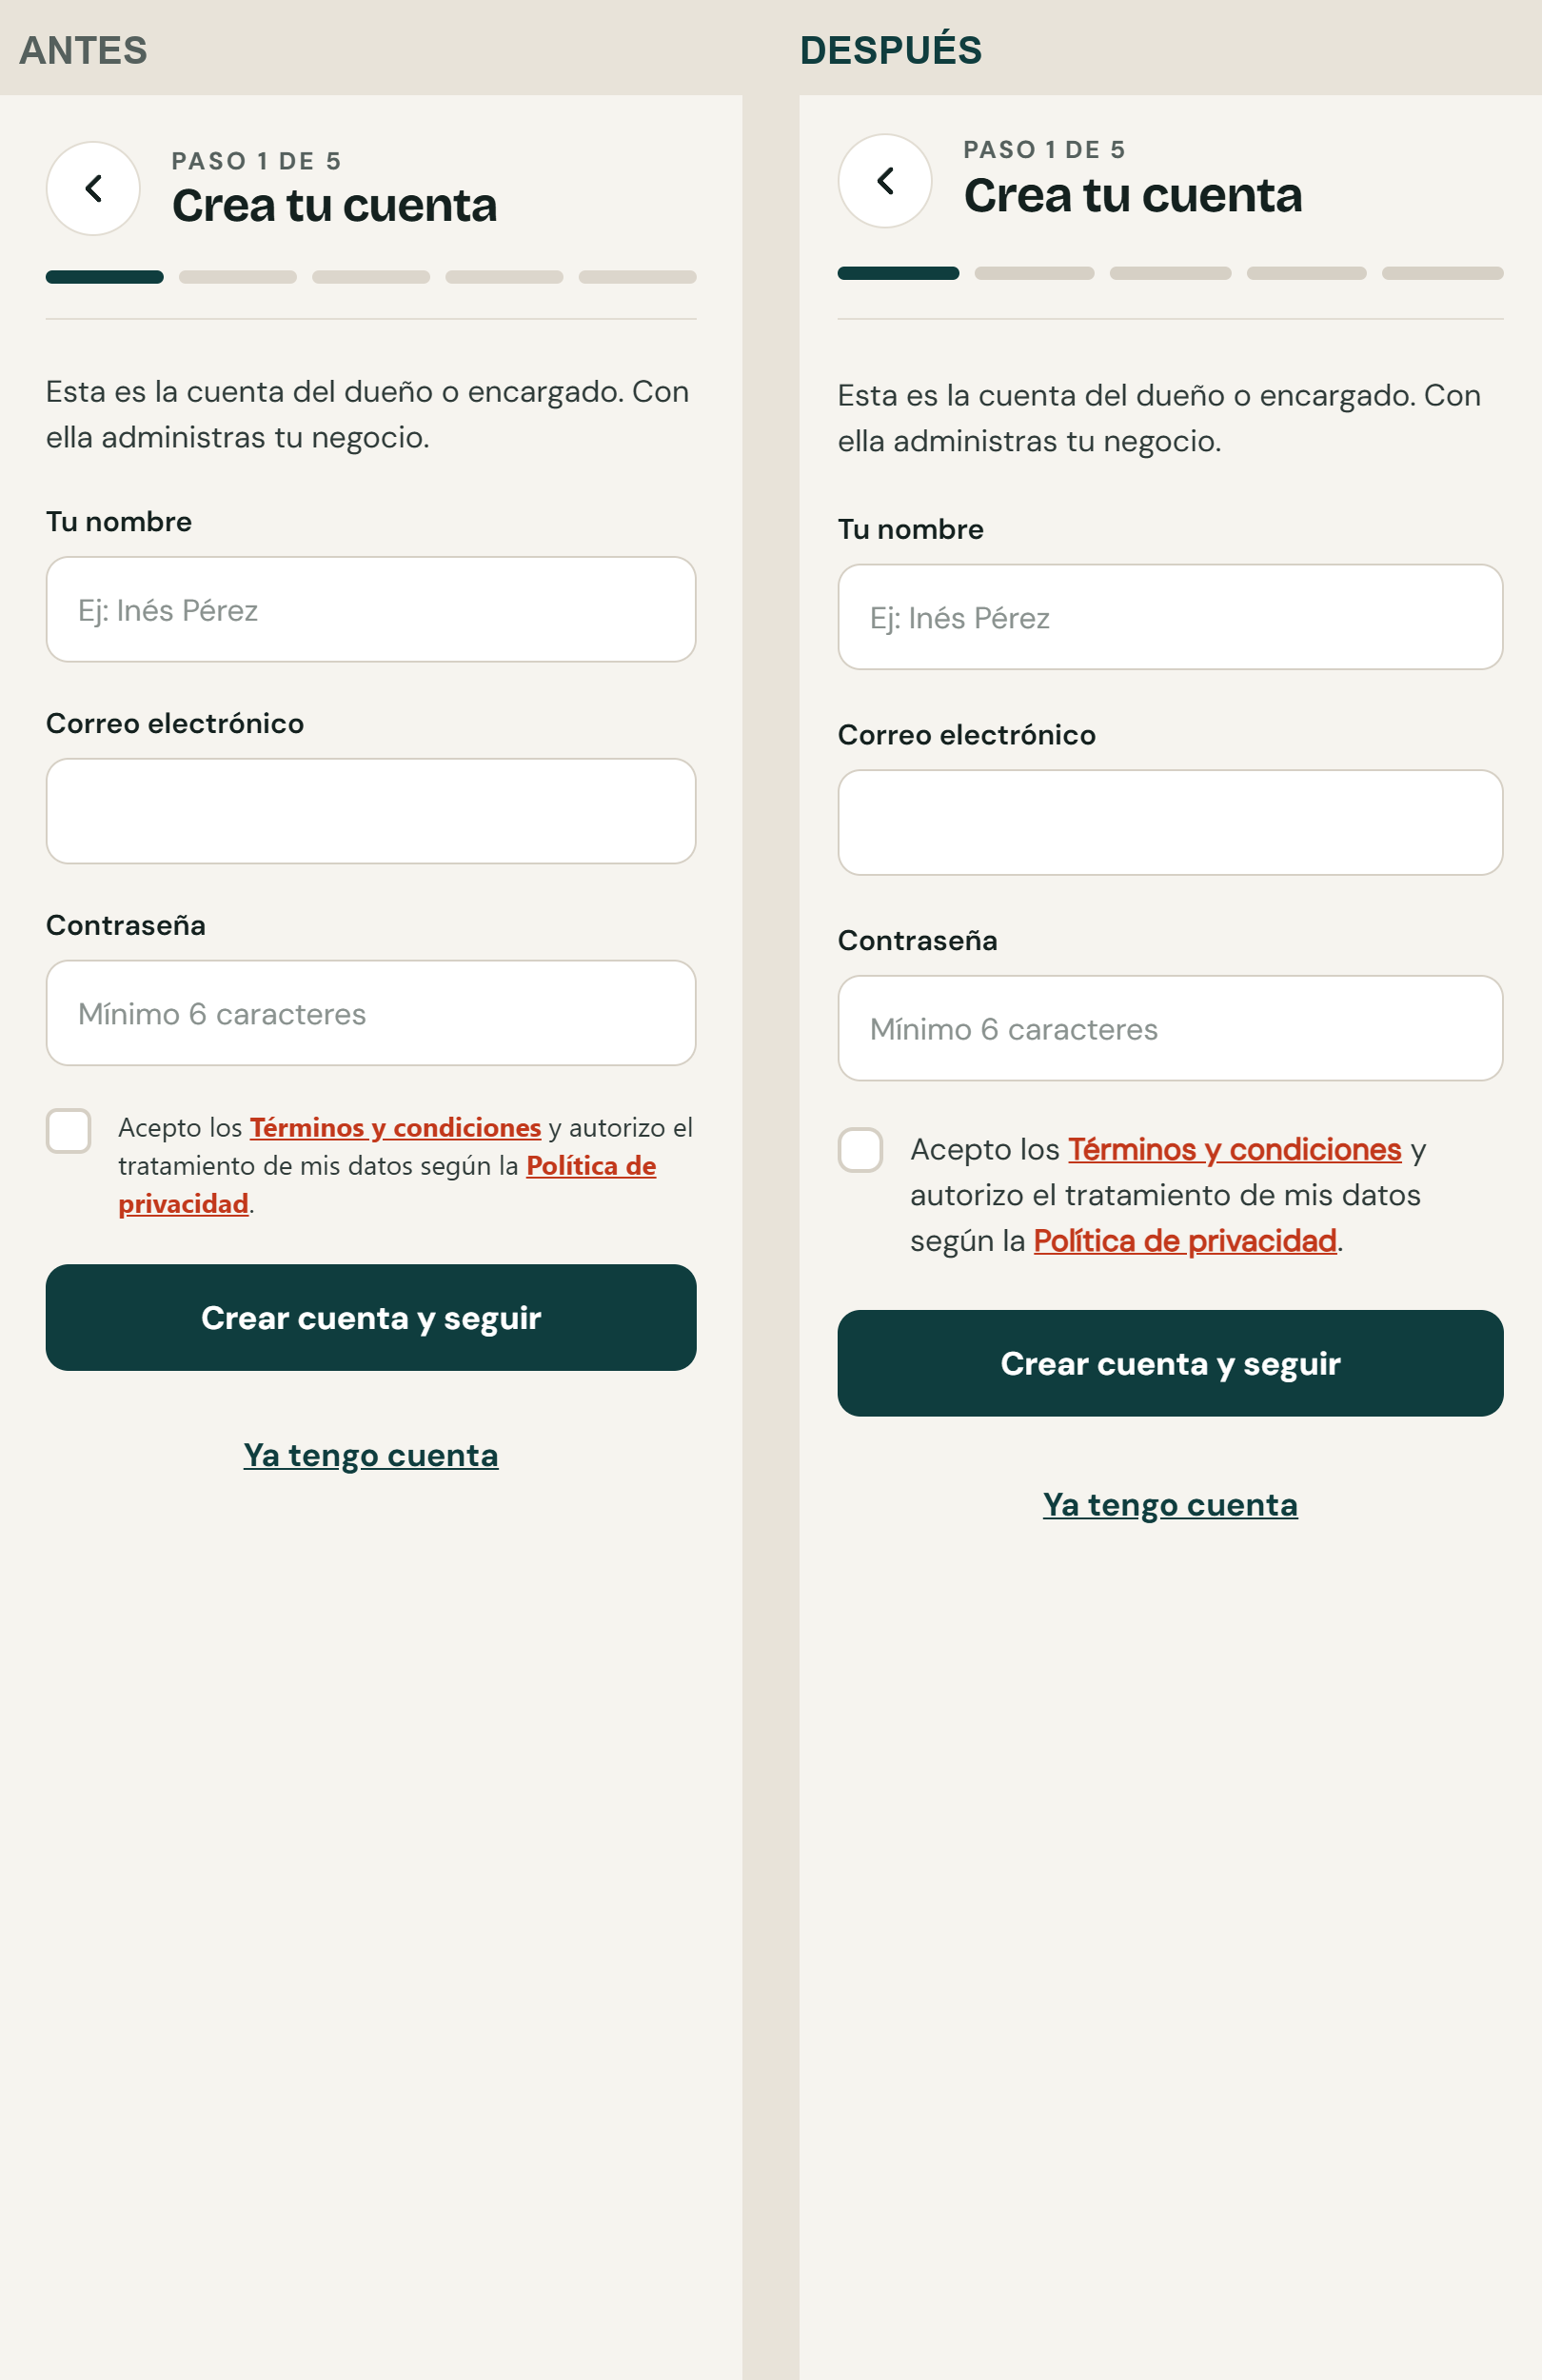 ANTES
PASO 1 DE 5
Crea tu cuenta
Esta es la cuenta del dueño o encargado. Con
ella administras tu negocio.
Tu nombre
Ej: Inés Pérez
Correo electrónico
Contraseña
Mínimo 6 caracteres
Acepto los Términos y condiciones y autorizo el
tratamiento de mis datos según la Política de
privacidad.
Crear cuenta y seguir
Ya tengo cuenta
DESPUÉS
PASO 1 DE 5
Crea tu cuenta
Esta es la cuenta del dueño o encargado. Con
ella administras tu negocio.
Tu nombre
Ej: Inés Pérez
Correo electrónico
Contraseña
Mínimo 6 caracteres
Acepto los Términos y condiciones y
autorizo el tratamiento de mis datos
según la Política de privacidad.
Crear cuenta y seguir
Ya tengo cuenta